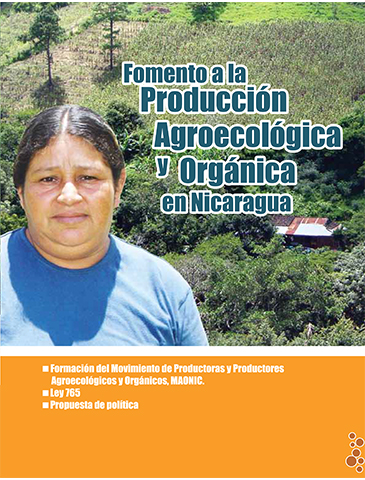 Fomento a la
Producción
Agroecológica
y Orgánica
en Nicaragua
Formación del Movimiento de Productoras y Productores
Agroecológicos y Orgánicos, MAONIC.
Ley 765
Propuesta de política